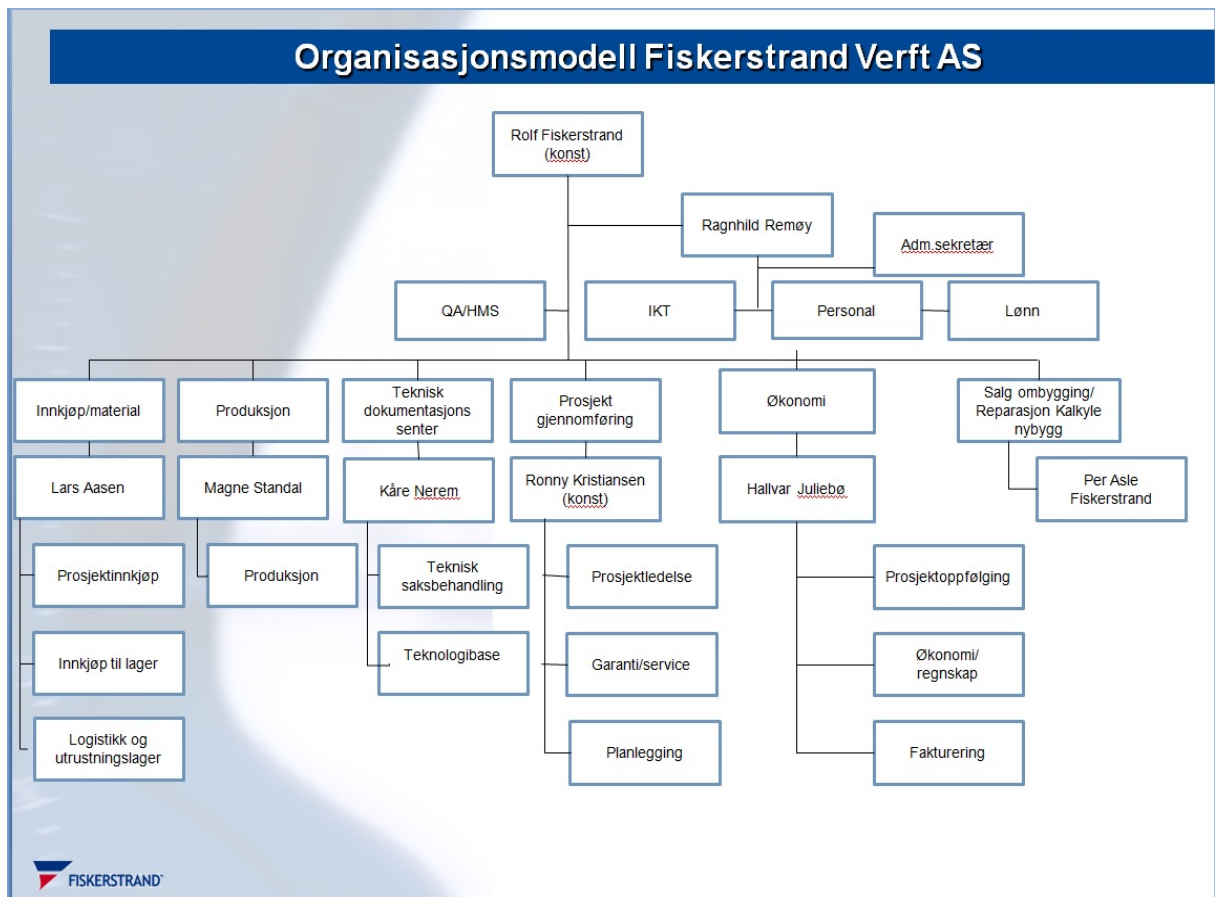 Organisasjonsmodell Fiskerstrand Verft AS
Rolf Fiskerstrand
(konst)
Ragnhild Remøy
Adm.sekretær
QA/HMS
IKT
Personal
Lønn
Innkjøp/material
Produksjon
Teknisk
dokumentasjons
senter
Prosjekt
gjennomføring
Økonomi
Salg ombygging/
Reparasjon Kalkyle
nybygg
Lars Aasen
Magne Standal
Kåre Nerem
Ronny Kristiansen
(konst)
Hallvar Juliebø
Per Asle
Fiskerstrand
Prosjektinnkjøp
Produksjon
Teknisk
saksbehandling
Prosjektledelse
Prosjektoppfølging
Innkjøp til lager
Teknologibase
Garanti/service
Økonomi/
regnskap
Logistikk og
utrustningslager
Planlegging
Fakturering
FISKERSTRAND